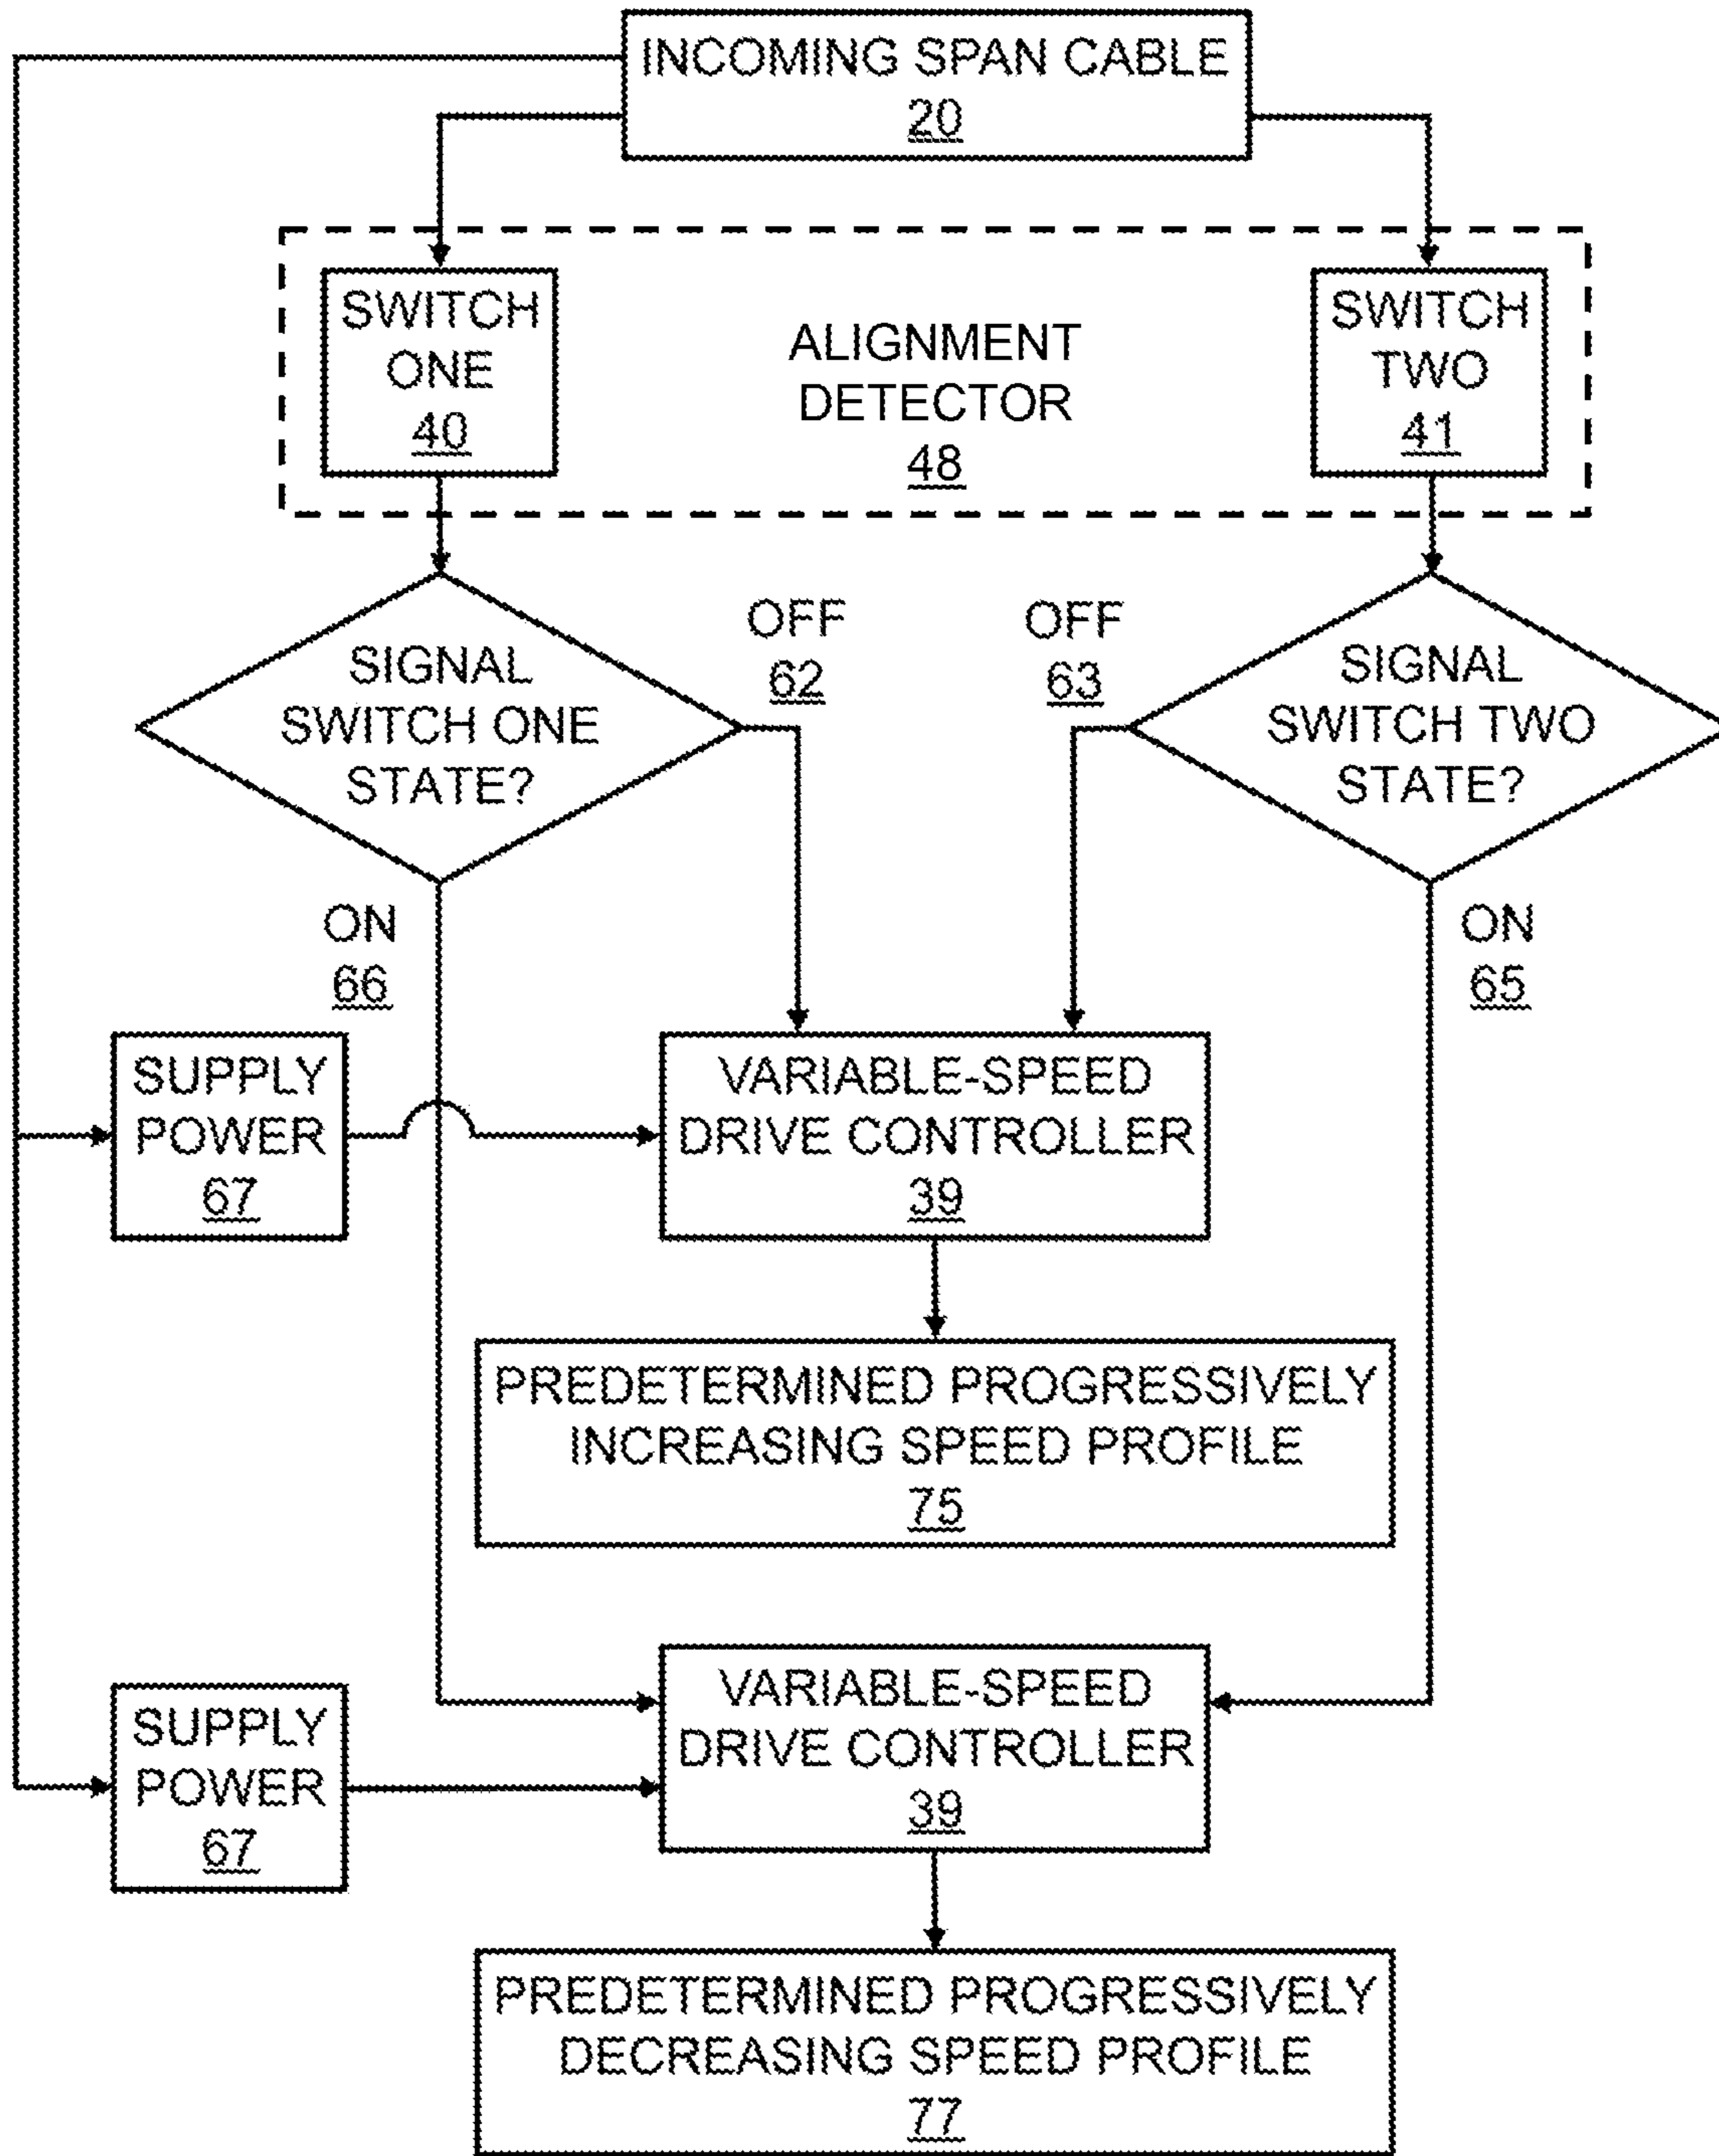 INCOMING SPAN CABLE
20
SWITCH
ONE
40
ALIGNMENT
DETECTOR
48
SWITCH
TWO
41
SIGNAL
SWITCH ONE
STATE?
OFF
62
OFF
63
SIGNAL
SWITCH TWO
STATE?
ON
66
ON
65
SUPPLY
POWER
67
VARIABLE-SPEED
DRIVE CONTROLLER
39
PREDETERMINED PROGRESSIVELY
INCREASING SPEED PROFILE
75
SUPPLY
POWER
67
VARIABLE-SPEED
DRIVE CONTROLLER
39
PREDETERMINED PROGRESSIVELY
DECREASING SPEED PROFILE
77